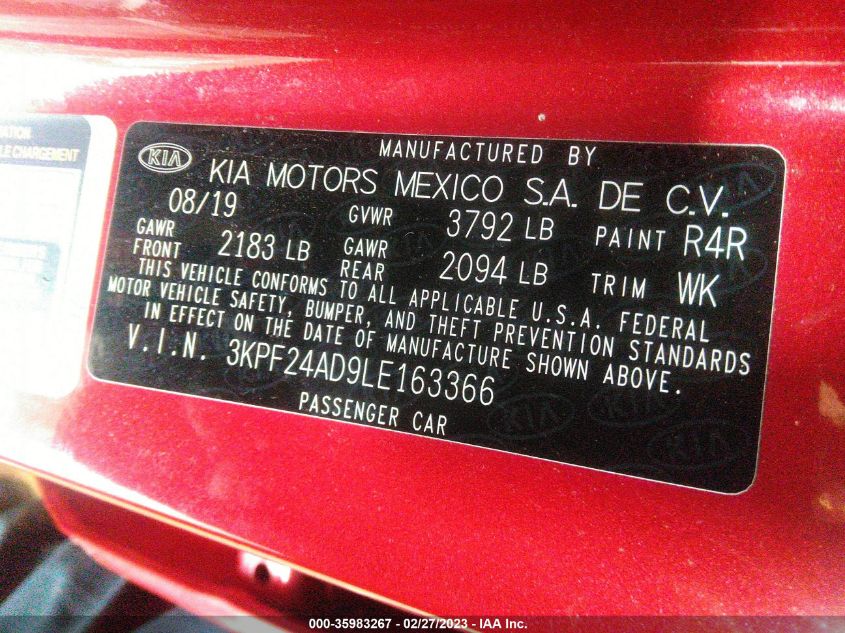 ATION
LE CHARGEMENT
KIA
MANUFACTURED BY
KIA MOTORS MEXICO S.A. DE C.V.
08/19 GVWR 3792 LB PAINT R4R
GAWR FRONT 2183 LB GAWR REAR 2094 LB TRIM WK
THIS VEHICLE CONFORMS TO ALL APPLICABLE U.S.A. FEDERAL
MOTOR VEHICLE SAFETY, BUMPER, AND THEFT PREVENTION STANDARDS
IN EFFECT ON THE DATE OF MANUFACTURE SHOWN ABOVE.
V.I.N. 3KPF24AD9LE163366
PASSENGER CAR
000-35983267 - 02/27/2023 - IAA Inc.